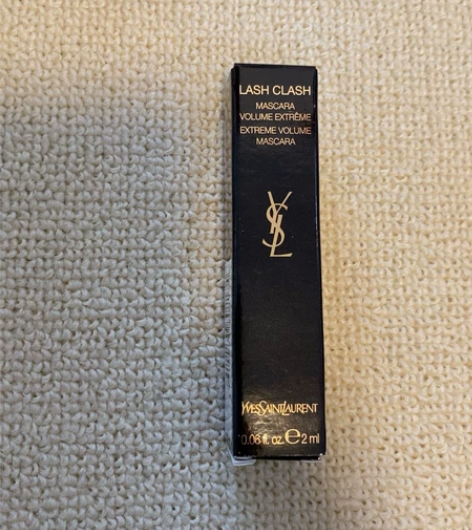 LASH CLASH
MASCARA
VOLUME EXTRÊME
EXTREME VOLUME
MASCARA
YSL
YVESSAINTLAURENT
0.06 fl. oz. ℮ 2 ml